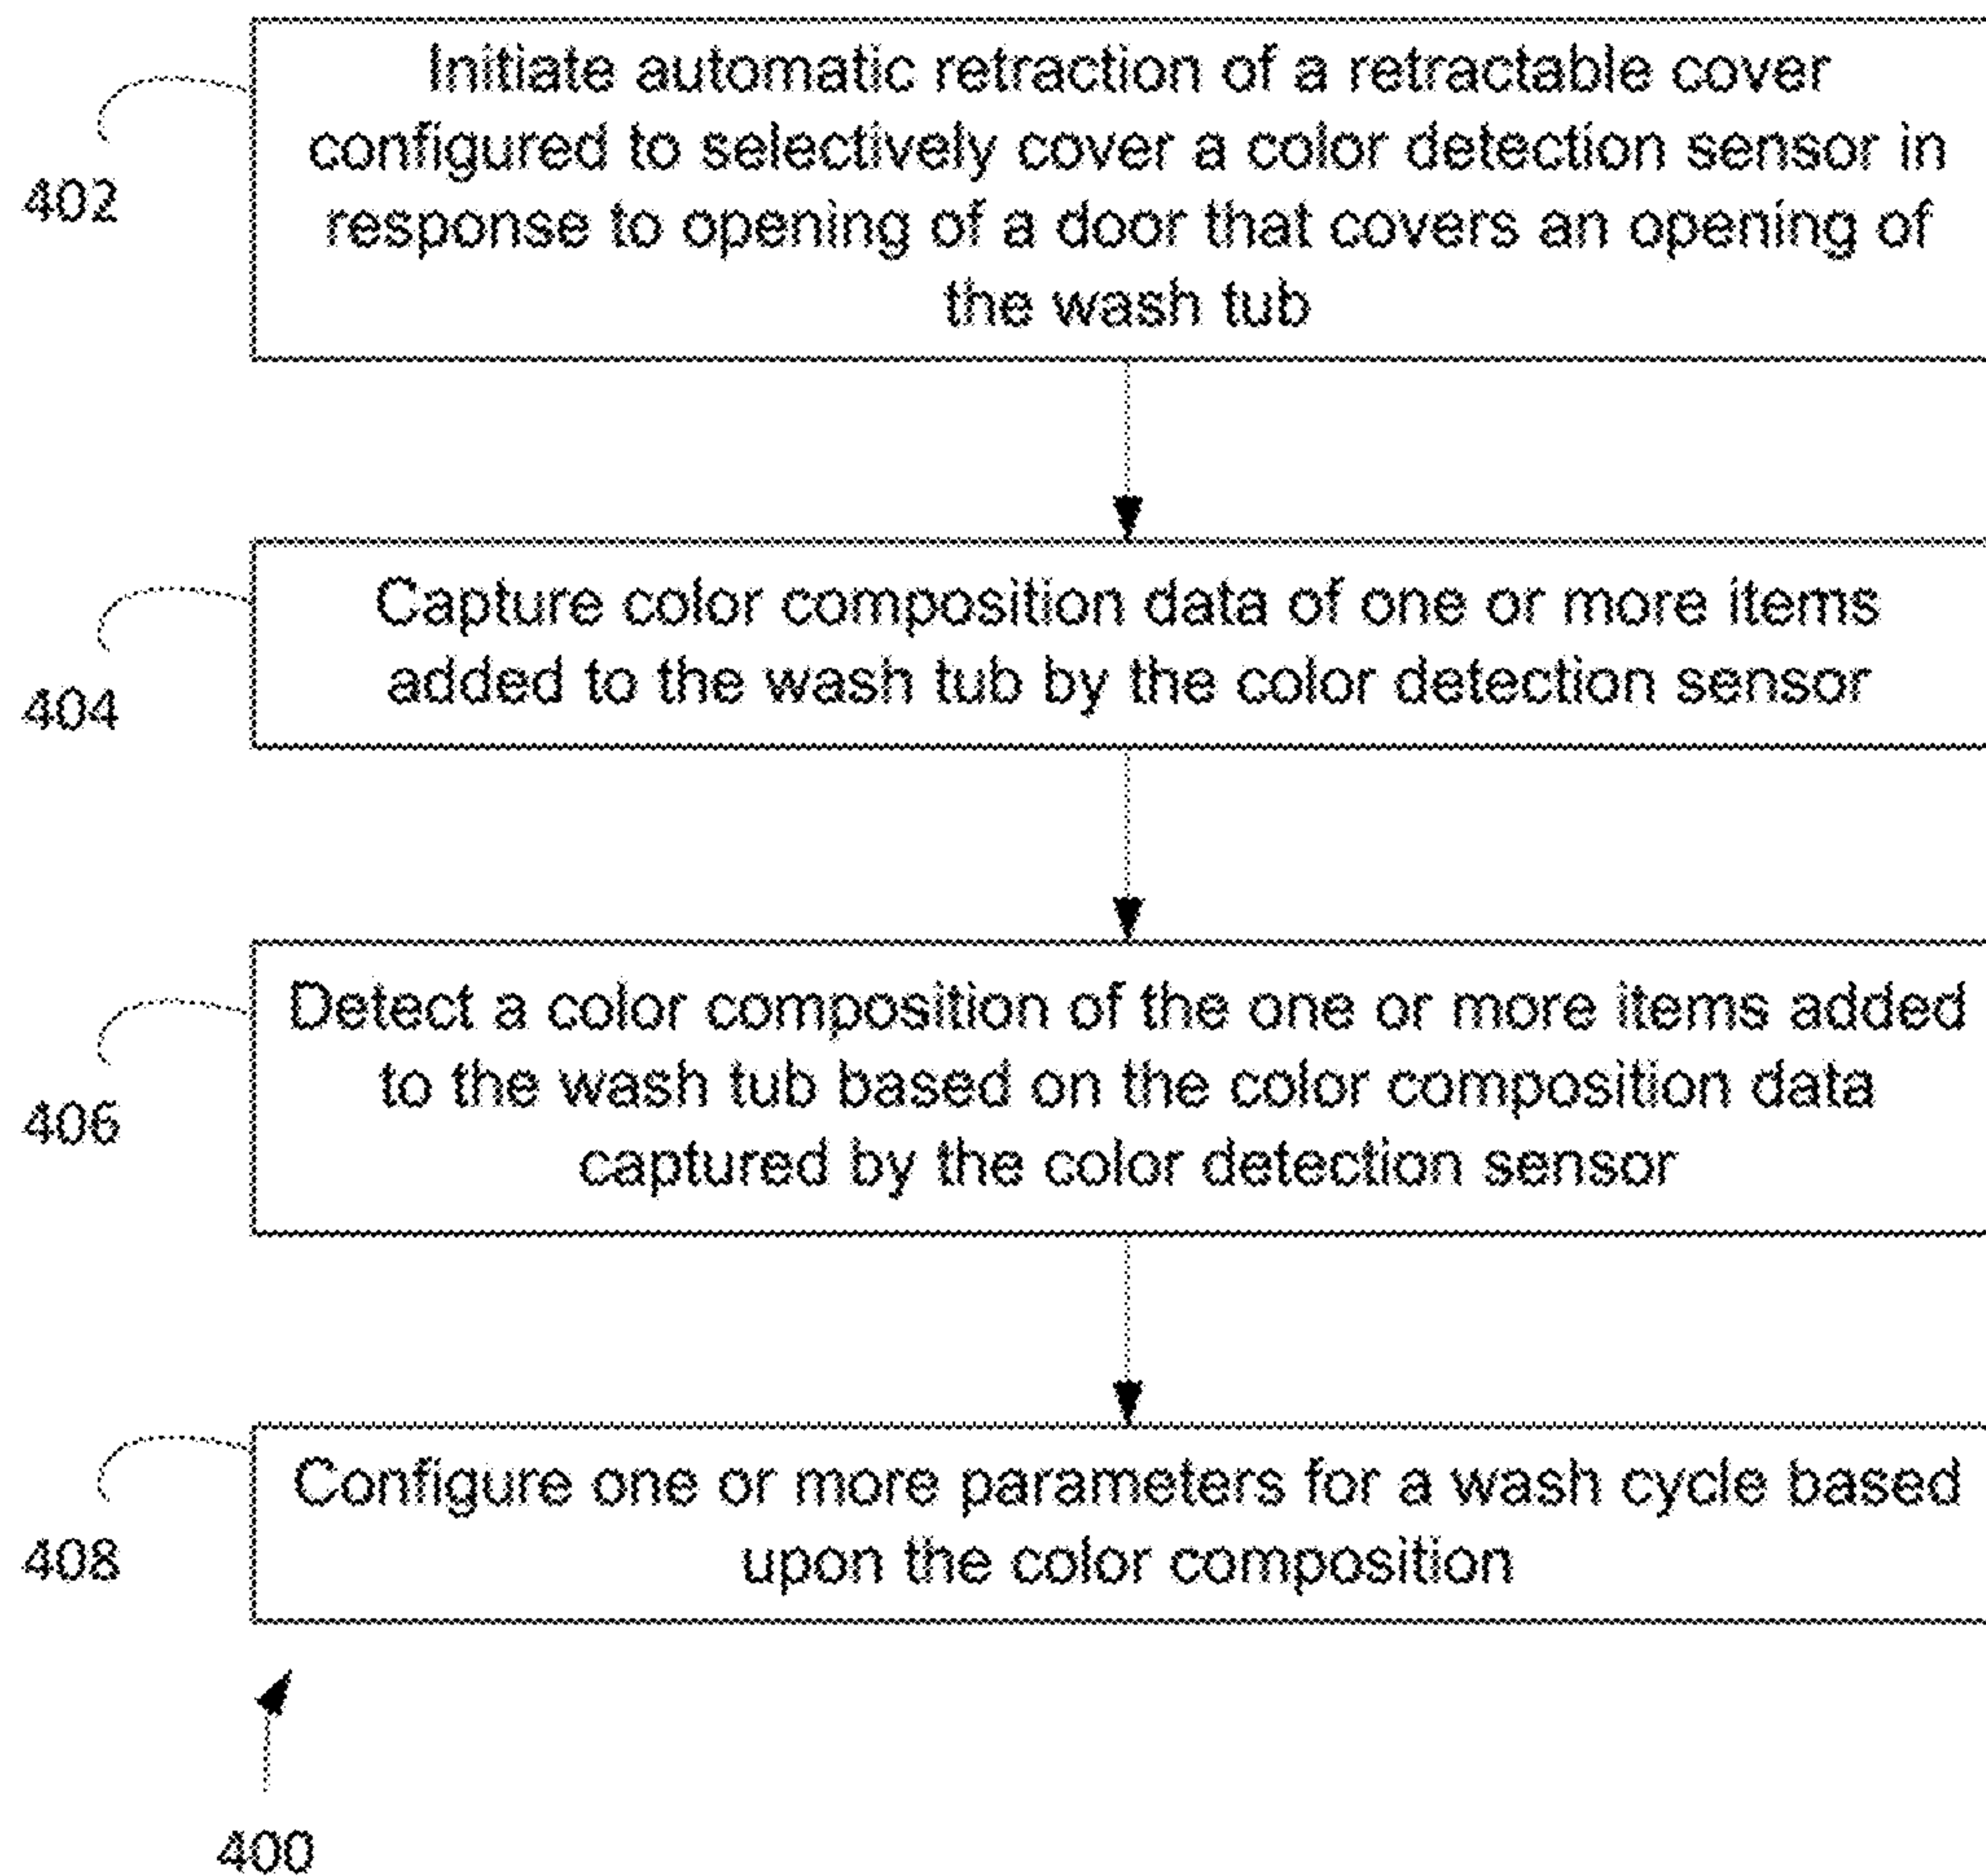 Initiate automatic retraction of a retractable cover
configured to selectively cover a color detection sensor in
response to opening of a door that covers an opening of
the wash tub
402
Capture color composition data of one or more items
added to the wash tub by the color detection sensor
404
Detect a color composition of the one or more items added
to the wash tub based on the color composition data
captured by the color detection sensor
406
Configure one or more parameters for a wash cycle based
upon the color composition
408
400